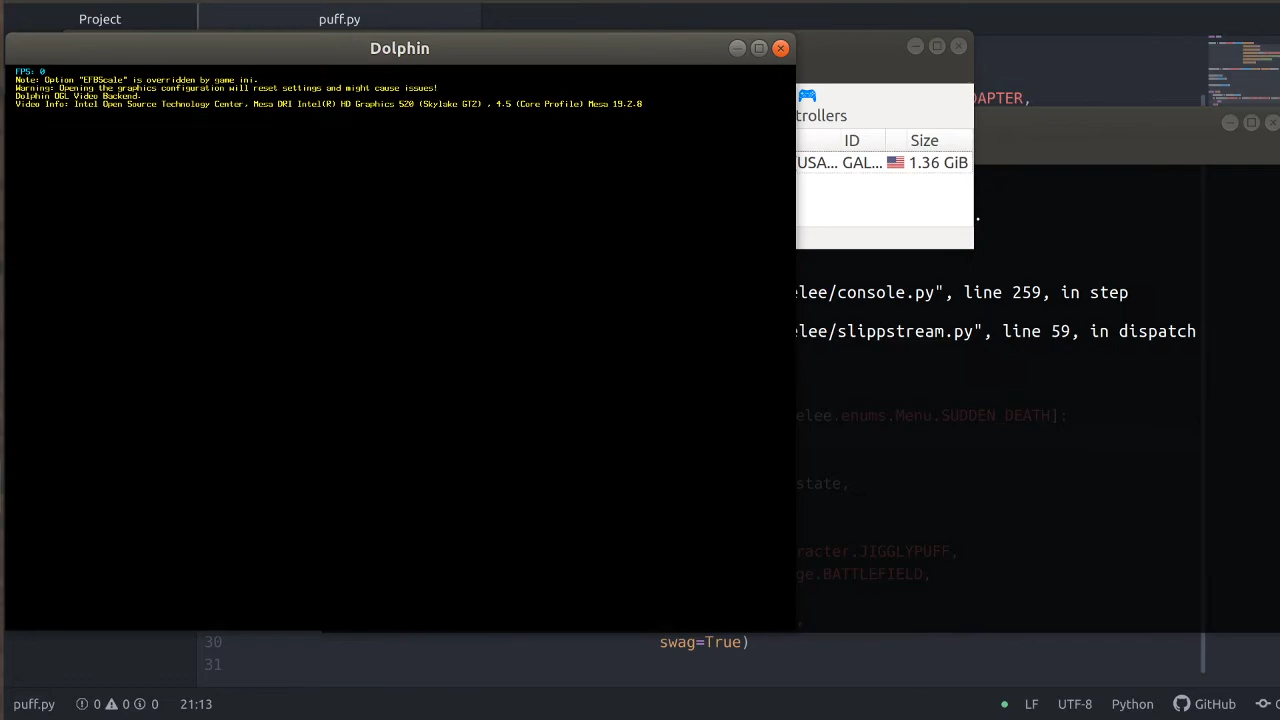 Project
puff.py
Dolphin
FPS: 0
Note: Option "EFBScale" is overridden by game ini.
Warning: Opening the graphics configuration will reset settings and might cause issues!
Dolphin OGL Video Backend.
Video Info: Intel Open Source Technology Center, Mesa DRI Intel(R) HD Graphics 520 (Skylake GT2) , 4.5 (Core Profile) Mesa 19.2.8
DAPTER,
trollers
ID
Size
(USA... GAL... 1.36 GiB
.
elee/console.py", line 259, in step
elee/slippstream.py", line 59, in dispatch
elee.enums.Menu.SUDDEN_DEATH]:
state,
racter.JIGGLYPUFF,
ge.BATTLEFIELD,
,
30 swag=True)
31
puff.py
0 0 0
21:13
LF
UTF-8
Python
GitHub